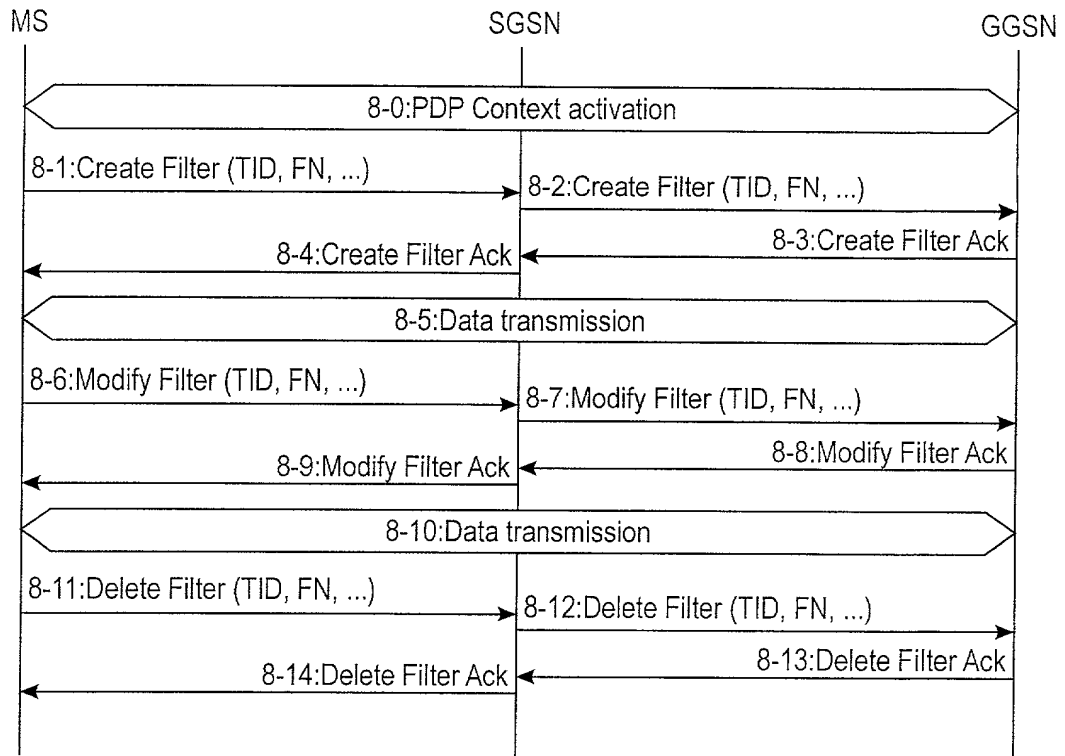 MS
SGSN
GGSN
8-0:PDP Context activation
8-1:Create Filter (TID, FN, ...)
8-2:Create Filter (TID, FN, ...)
8-3:Create Filter Ack
8-4:Create Filter Ack
8-5:Data transmission
8-6:Modify Filter (TID, FN, ...)
8-7:Modify Filter (TID, FN, ...)
8-8:Modify Filter Ack
8-9:Modify Filter Ack
8-10:Data transmission
8-11:Delete Filter (TID, FN, ...)
8-12:Delete Filter (TID, FN, ...)
8-13:Delete Filter Ack
8-14:Delete Filter Ack